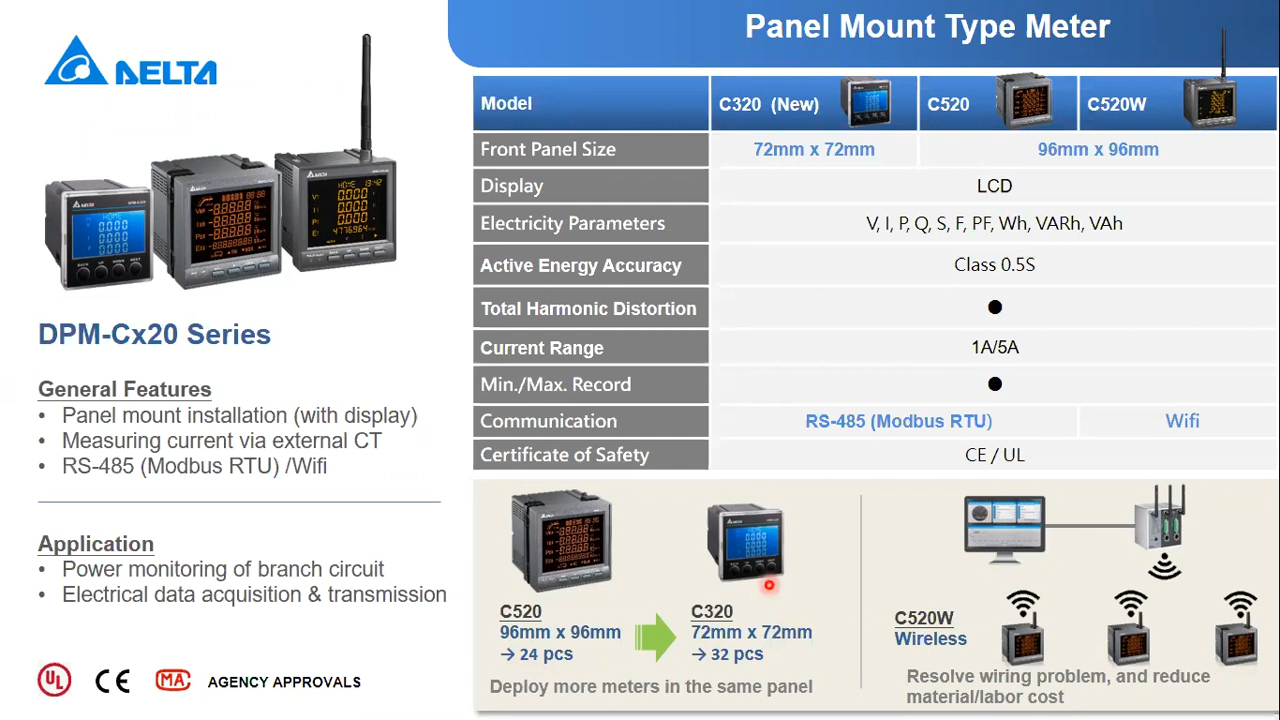 Panel Mount Type Meter
DELTA
Model
C320 (New)
C520
C520W
Front Panel Size
72mm x 72mm
96mm x 96mm
Display
LCD
Electricity Parameters
V, I, P, Q, S, F, PF, Wh, VARh, VAh
Active Energy Accuracy
Class 0.5S
Total Harmonic Distortion
●
Current Range
1A/5A
Min./Max. Record
●
Communication
RS-485 (Modbus RTU)
Wifi
Certificate of Safety
CE / UL
DPM-Cx20 Series
General Features
• Panel mount installation (with display)
• Measuring current via external CT
• RS-485 (Modbus RTU) /Wifi
Application
• Power monitoring of branch circuit
• Electrical data acquisition & transmission
UL CE MA AGENCY APPROVALS
C520
96mm x 96mm
→ 24 pcs
C320
72mm x 72mm
→ 32 pcs
Deploy more meters in the same panel
C520W
Wireless
Resolve wiring problem, and reduce
material/labor cost